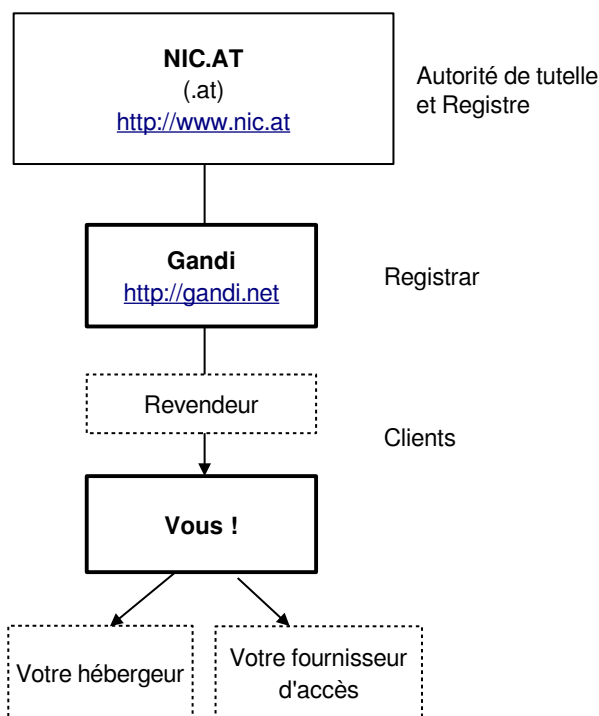 NIC.AT
(.at)
http://www.nic.at
Autorité de tutelle
et Registre
Gandi
http://gandi.net
Registrar
Revendeur
Clients
Vous !
Votre hébergeur
Votre fournisseur
d'accès